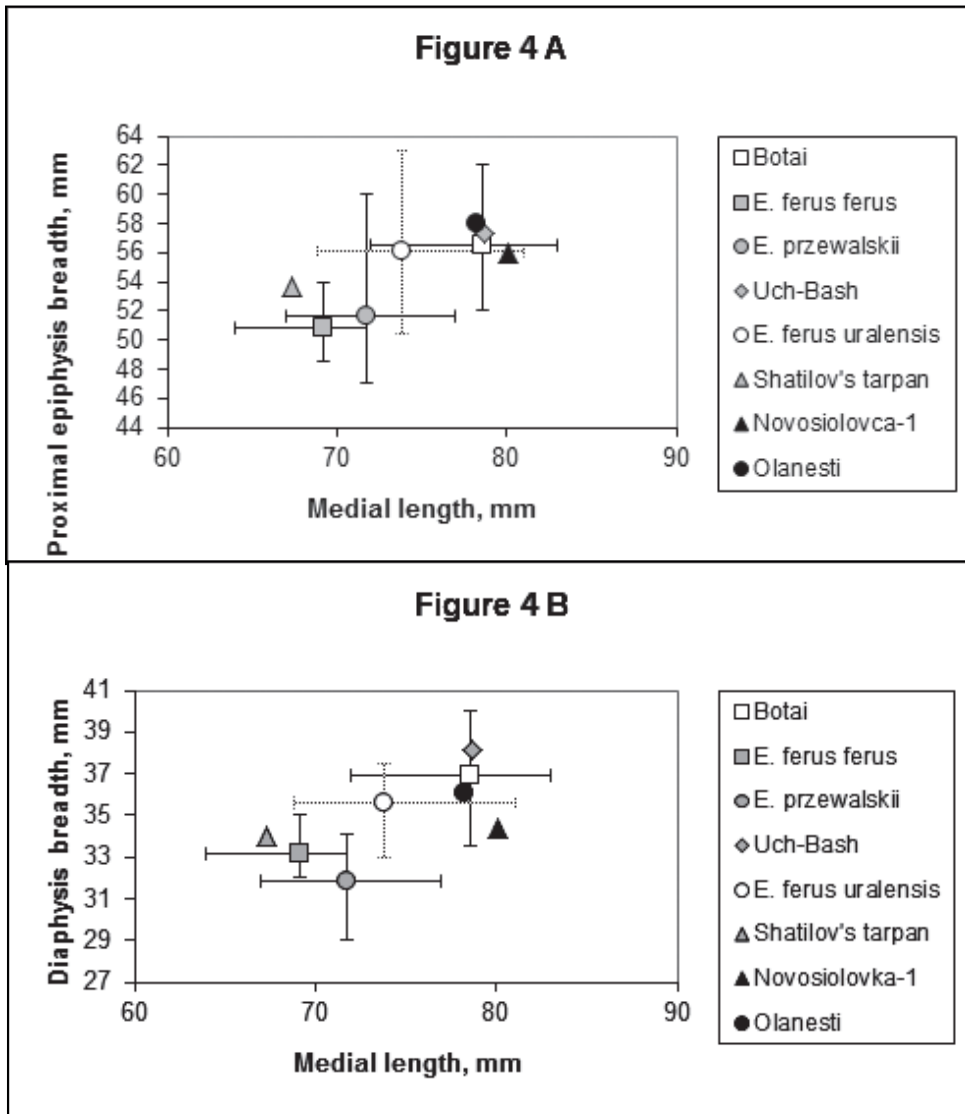 Figure 4 A
Proximal epiphysis breadth, mm
64
62
60
58
56
54
52
50
48
46
44
60 70 80 90
Medial length, mm
Botai
E. ferus ferus
E. przewalskii
Uch-Bash
E. ferus uralensis
Shatilov's tarpan
Novosiolovca-1
Olanesti
Figure 4 B
Diaphysis breadth, mm
41
39
37
35
33
31
29
27
60 70 80 90
Medial length, mm
Botai
E. ferus ferus
E. przewalskii
Uch-Bash
E. ferus uralensis
Shatilov's tarpan
Novosiolovka-1
Olanesti